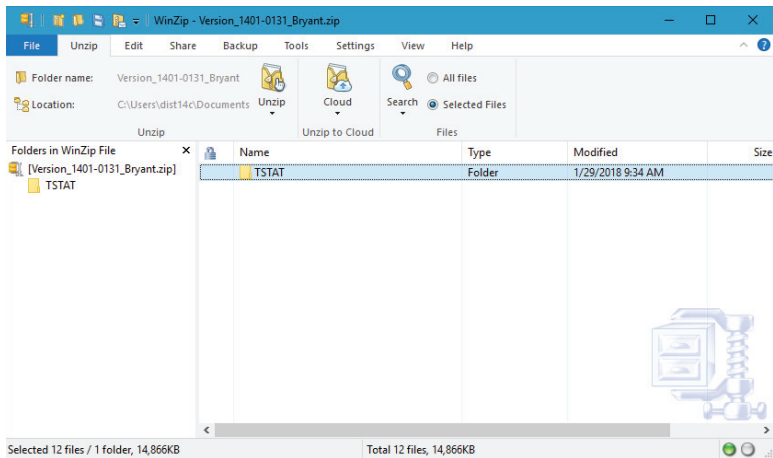 WinZip - Version_1401-0131_Bryant.zip
File Unzip Edit Share Backup Tools Settings View Help
Folder name: Version_1401-0131_Bryant
Location: C:\Users\dist14c\Documents
Unzip
Cloud
Search
All files
Selected Files
Unzip Unzip to Cloud Files
Folders in WinZip File
[Version_1401-0131_Bryant.zip]
TSTAT
Name Type Modified Size
TSTAT Folder 1/29/2018 9:34 AM
Selected 12 files / 1 folder, 14,866KB Total 12 files, 14,866KB